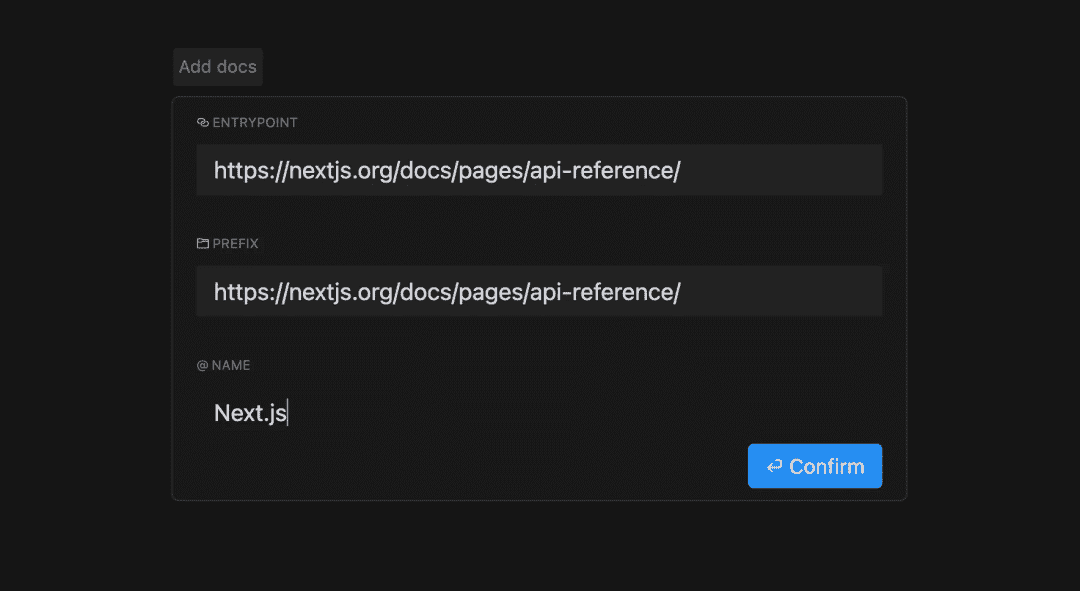 Add docs
ENTRYPOINT
https://nextjs.org/docs/pages/api-reference/
PREFIX
https://nextjs.org/docs/pages/api-reference/
@ NAME
Next.js
Confirm